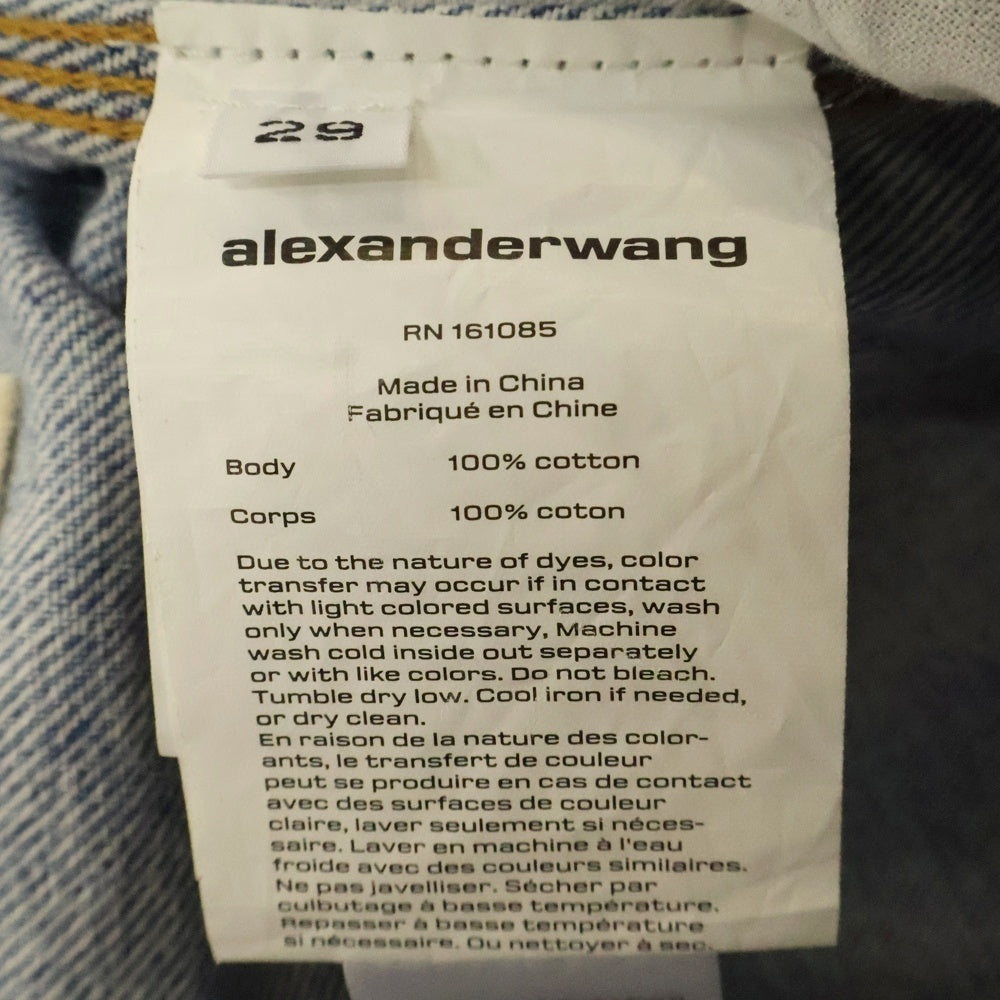 29
alexanderwang
RN 161085
Made in China
Fabriqué en Chine
Body 100% cotton
Corps 100% coton
Due to the nature of dyes, color
transfer may occur if in contact
with light colored surfaces, wash
only when necessary, Machine
wash cold inside out separately
or with like colors. Do not bleach.
Tumble dry low. Cool iron if needed,
or dry clean.
En raison de la nature des color-
ants, le transfert de couleur
peut se produire en cas de contact
avec des surfaces de couleur
claire, laver seulement si néces-
saire. Laver en machine à l'eau
froide avec des couleurs similaires.
Ne pas javelliser. Sécher par
culbutage à basse température.
Repasser à basse température
si nécessaire. Ou nettoyer à sec.